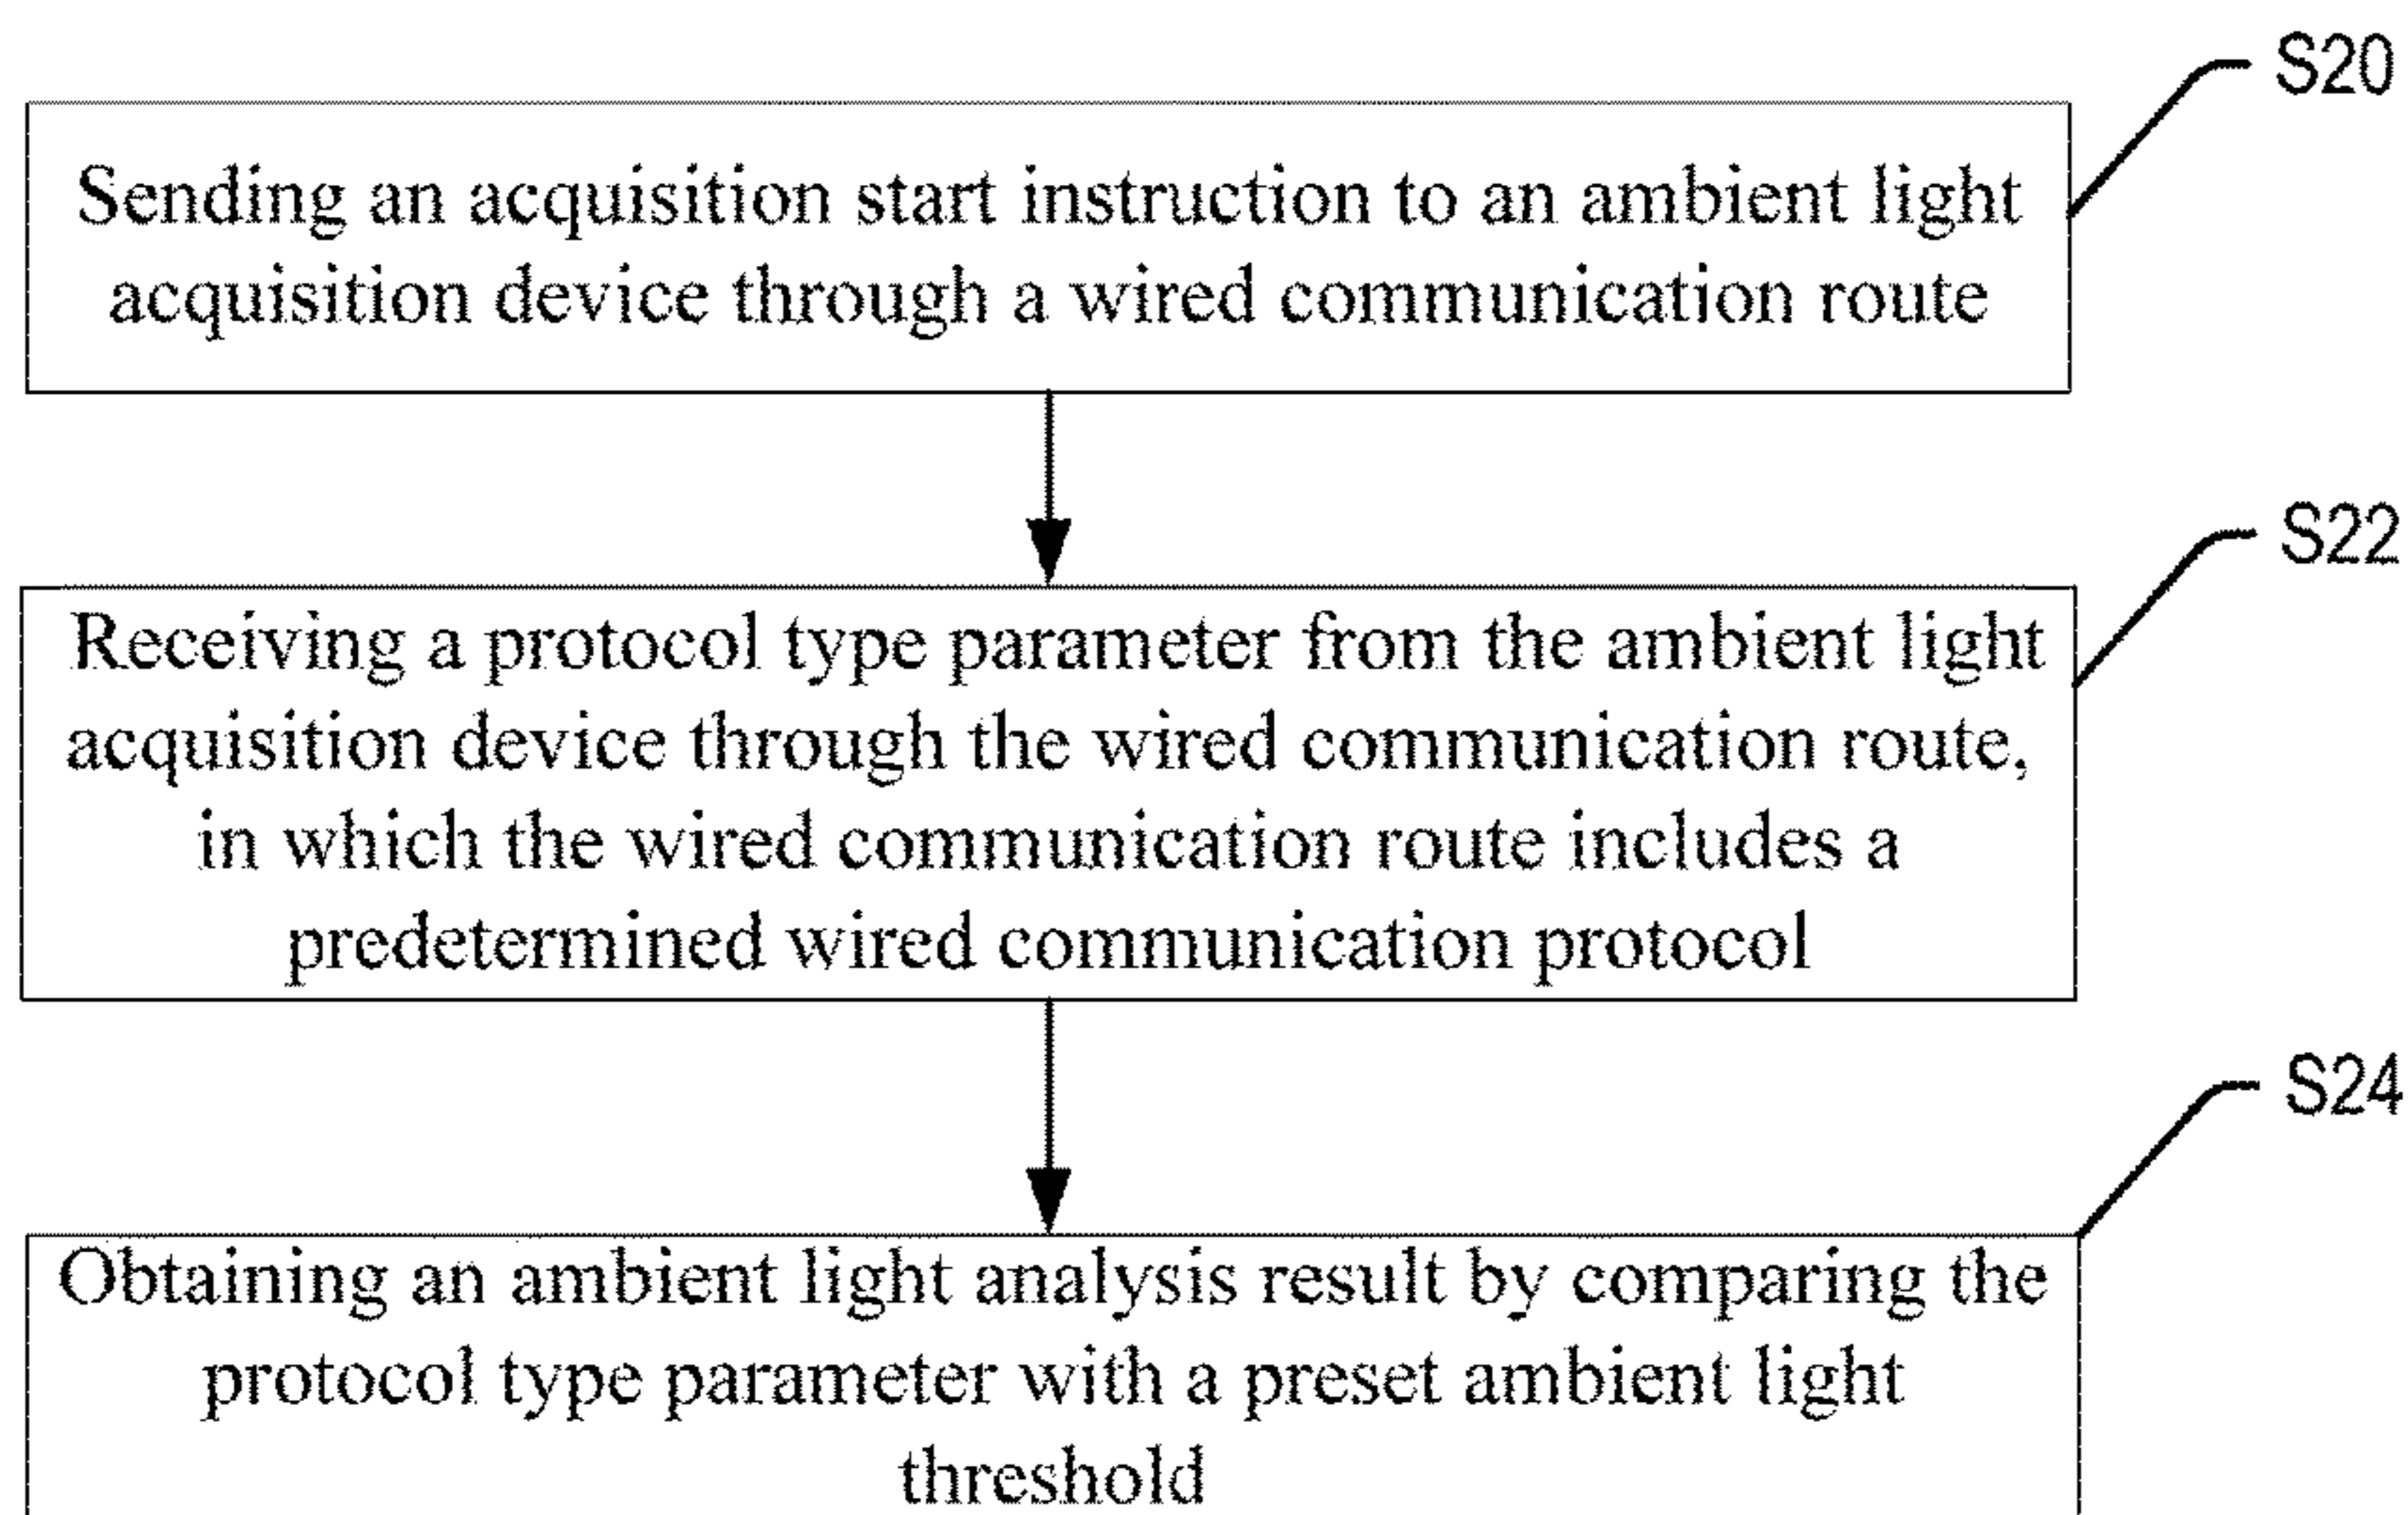 S20
Sending an acquisition start instruction to an ambient light
acquisition device through a wired communication route
S22
Receiving a protocol type parameter from the ambient light
acquisition device through the wired communication route,
in which the wired communication route includes a
predetermined wired communication protocol
S24
Obtaining an ambient light analysis result by comparing the
protocol type parameter with a preset ambient light
threshold